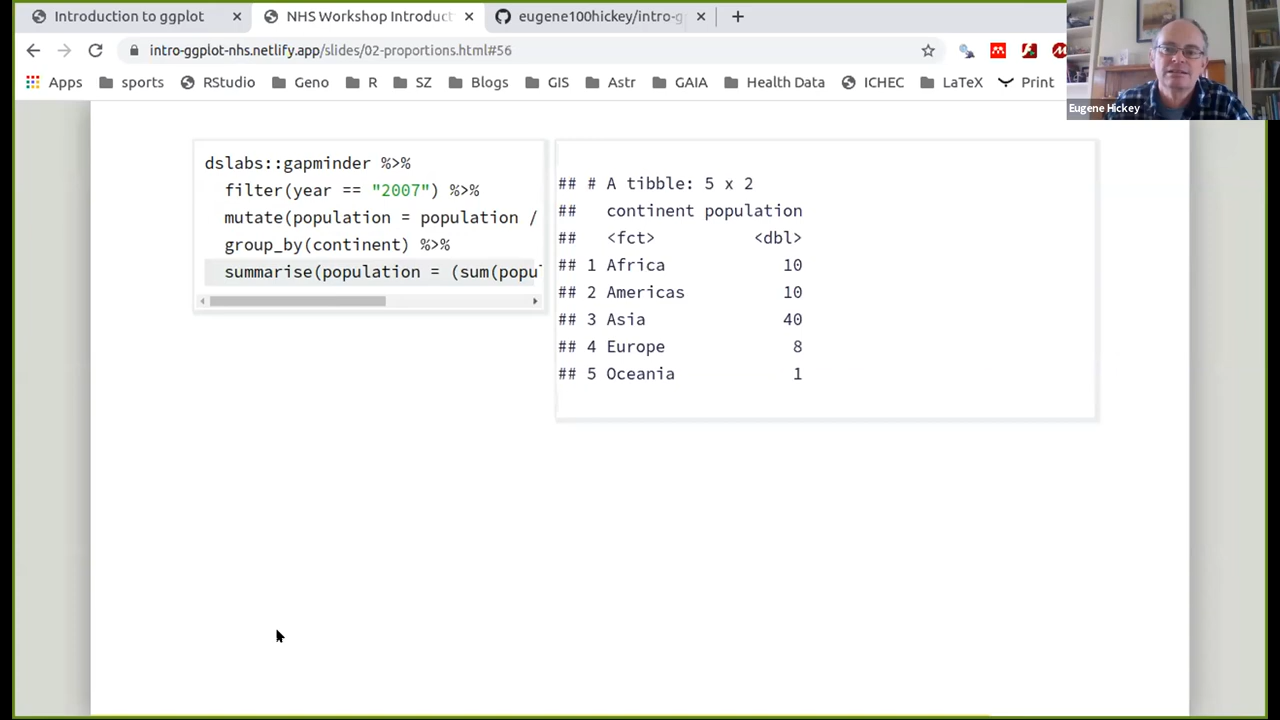 Introduction to ggplot
NHS Workshop Introduct
eugene100hickey/intro-g
intro-ggplot-nhs.netlify.app/slides/02-proportions.html#56
Apps
sports
RStudio
Geno
R
SZ
Blogs
GIS
Astr
GAIA
Health Data
ICHEC
LaTeX
Print
Eugene Hickey
dslabs::gapminder %>%
filter(year == "2007") %>%
mutate(population = population /
group_by(continent) %>%
summarise(population = (sum(popu
## # A tibble: 5 x 2
## continent population
## <fct> <dbl>
## 1 Africa 10
## 2 Americas 10
## 3 Asia 40
## 4 Europe 8
## 5 Oceania 1